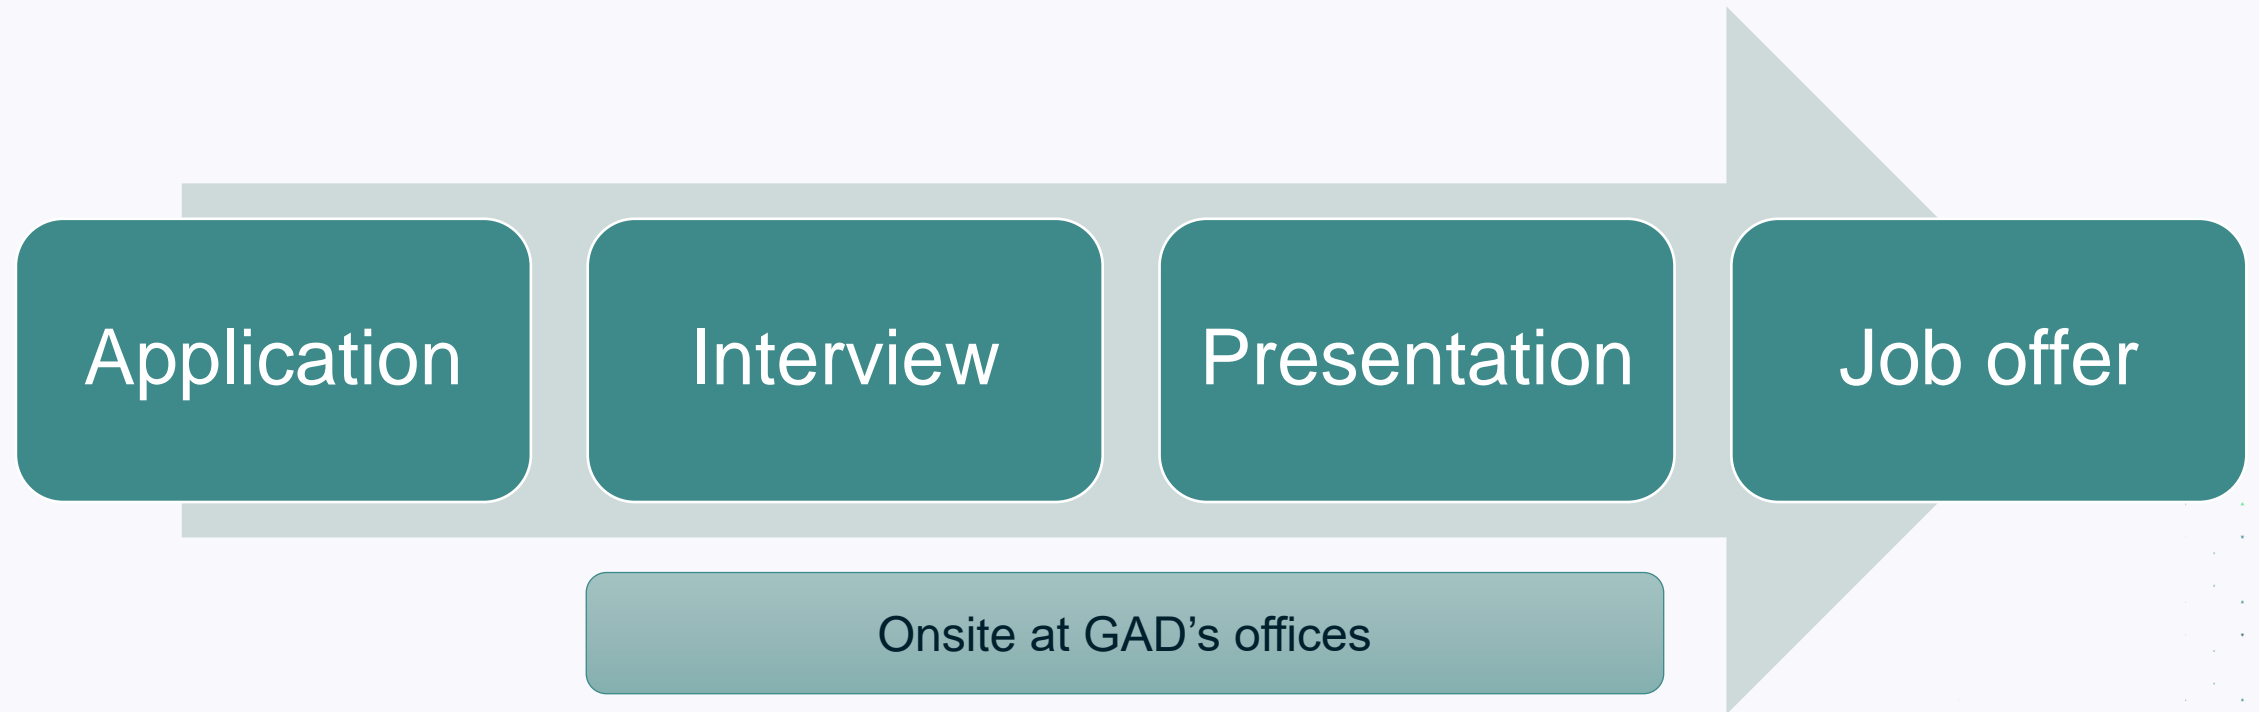 Application
Interview
Presentation
Job offer
Onsite at GAD’s offices